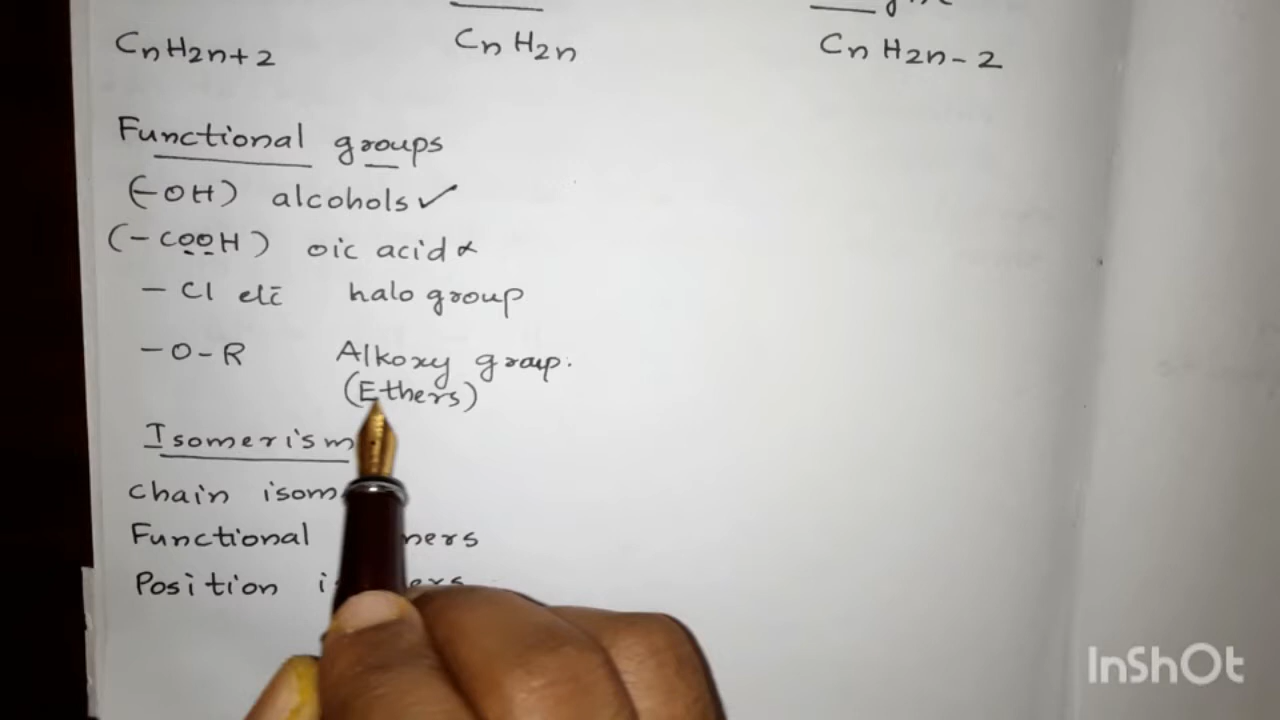 CnH2n+2 CnH2n CnH2n-2
Functional groups
(-OH) alcohols ✓
(-COOH) oic acid
- Cl etc halo group
-O-R Alkoxy group.
(Ethers)
Isomerism
chain
Functional
Position
InShOt